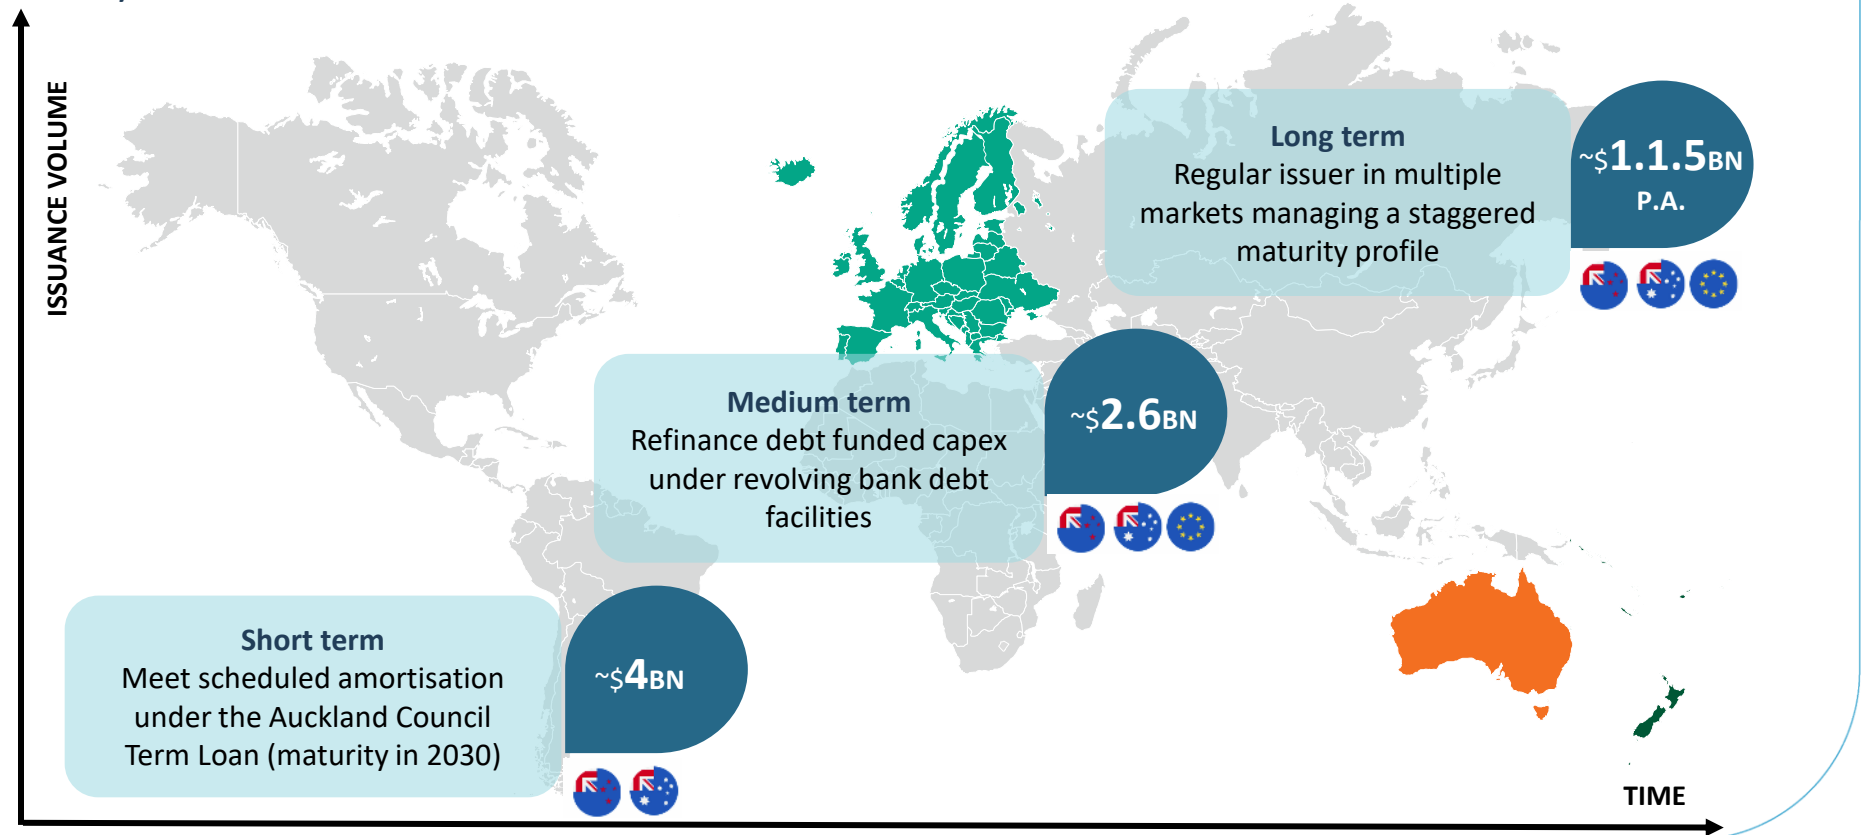 ISSUANCE VOLUME
Long term
Regular issuer in multiple
markets managing a staggered
maturity profile
~$1.1.5BN
P.A.
Medium term
Refinance debt funded capex
under revolving bank debt
facilities
~$2.6BN
Short term
Meet scheduled amortisation
under the Auckland Council
Term Loan (maturity in 2030)
~$4BN
TIME